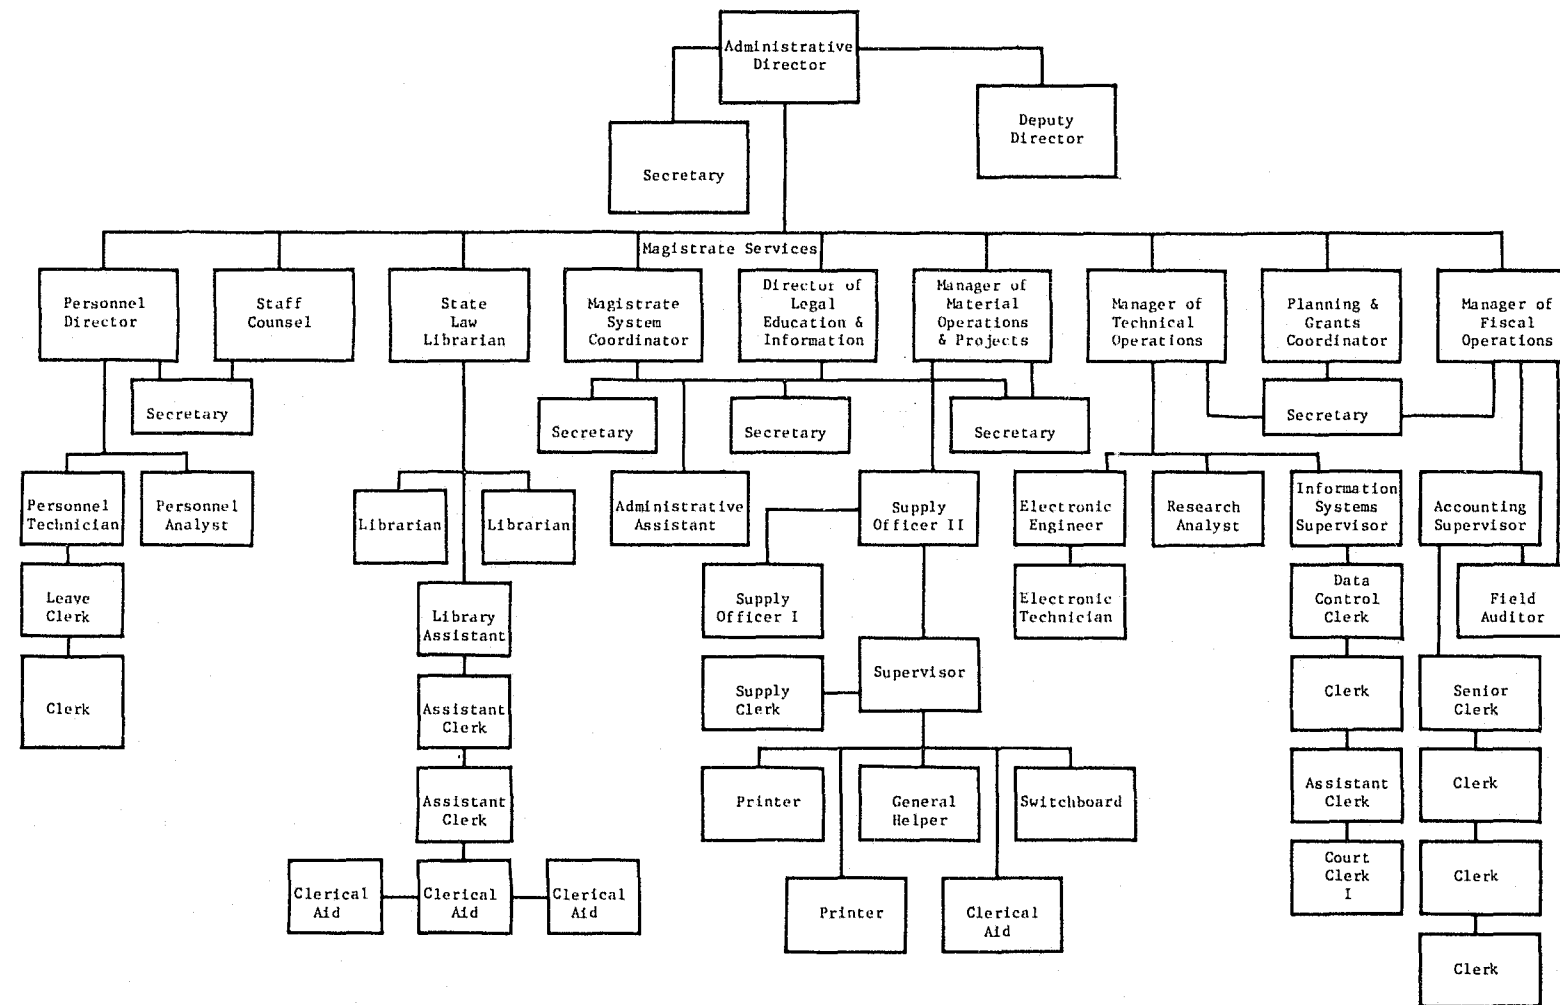 Administrative
Director
Deputy
Director
Secretary
Magistrate Services
Personnel
Director
Staff
Counsel
State
Law
Librarian
Magistrate
System
Coordinator
Director of
Legal
Education &
Information
Manager of
Material
Operations
& Projects
Manager of
Technical
Operations
Planning &
Grants
Coordinator
Manager of
Fiscal
Operations
Secretary
Secretary
Secretary
Secretary
Secretary
Personnel
Technician
Personnel
Analyst
Librarian
Librarian
Administrative
Assistant
Supply
Officer II
Electronic
Engineer
Research
Analyst
Information
Systems
Supervisor
Accounting
Supervisor
Leave
Clerk
Library
Assistant
Supply
Officer I
Electronic
Technician
Data
Control
Clerk
Field
Auditor
Clerk
Assistant
Clerk
Supply
Clerk
Supervisor
Clerk
Senior
Clerk
Assistant
Clerk
Printer
General
Helper
Switchboard
Assistant
Clerk
Clerk
Clerical
Aid
Clerical
Aid
Clerical
Aid
Printer
Clerical
Aid
Court
Clerk
I
Clerk
Clerk